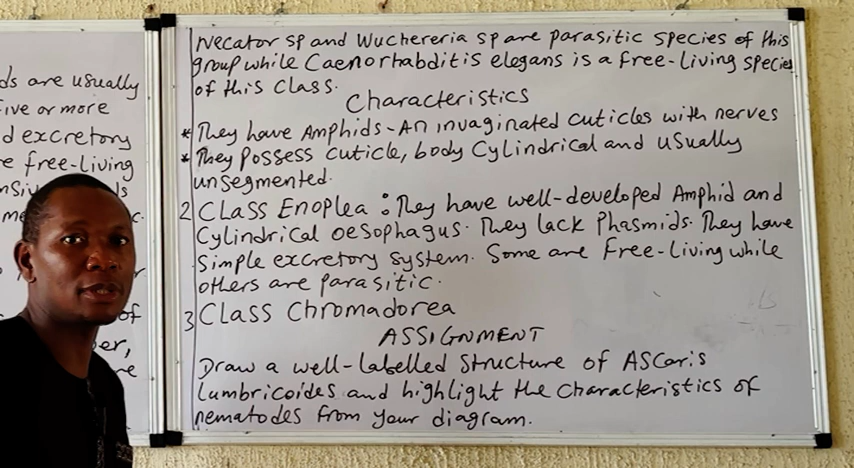 ds are usually
five or more
d excretory
re free-living
Necator sp and Wuchereria sp are parasitic species of this
group while Caenorhabditis elegans is a free-living species
of this class.
Characteristics
* They have Amphids - An invaginated cuticles with nerves
* They Possess cuticle, body cylindrical and usually
unsegmented.
2 Class Enoplea : They have well-developed Amphid and
cylindrical oesophagus. They lack Phasmids. They have
simple excretory system. Some are free-living while
others are parasitic.
3 Class Chromadorea
ASSIGNMENT
Draw a well-labelled structure of Ascaris
Lumbricoides and highlight the characteristics of
nematodes from your diagram.